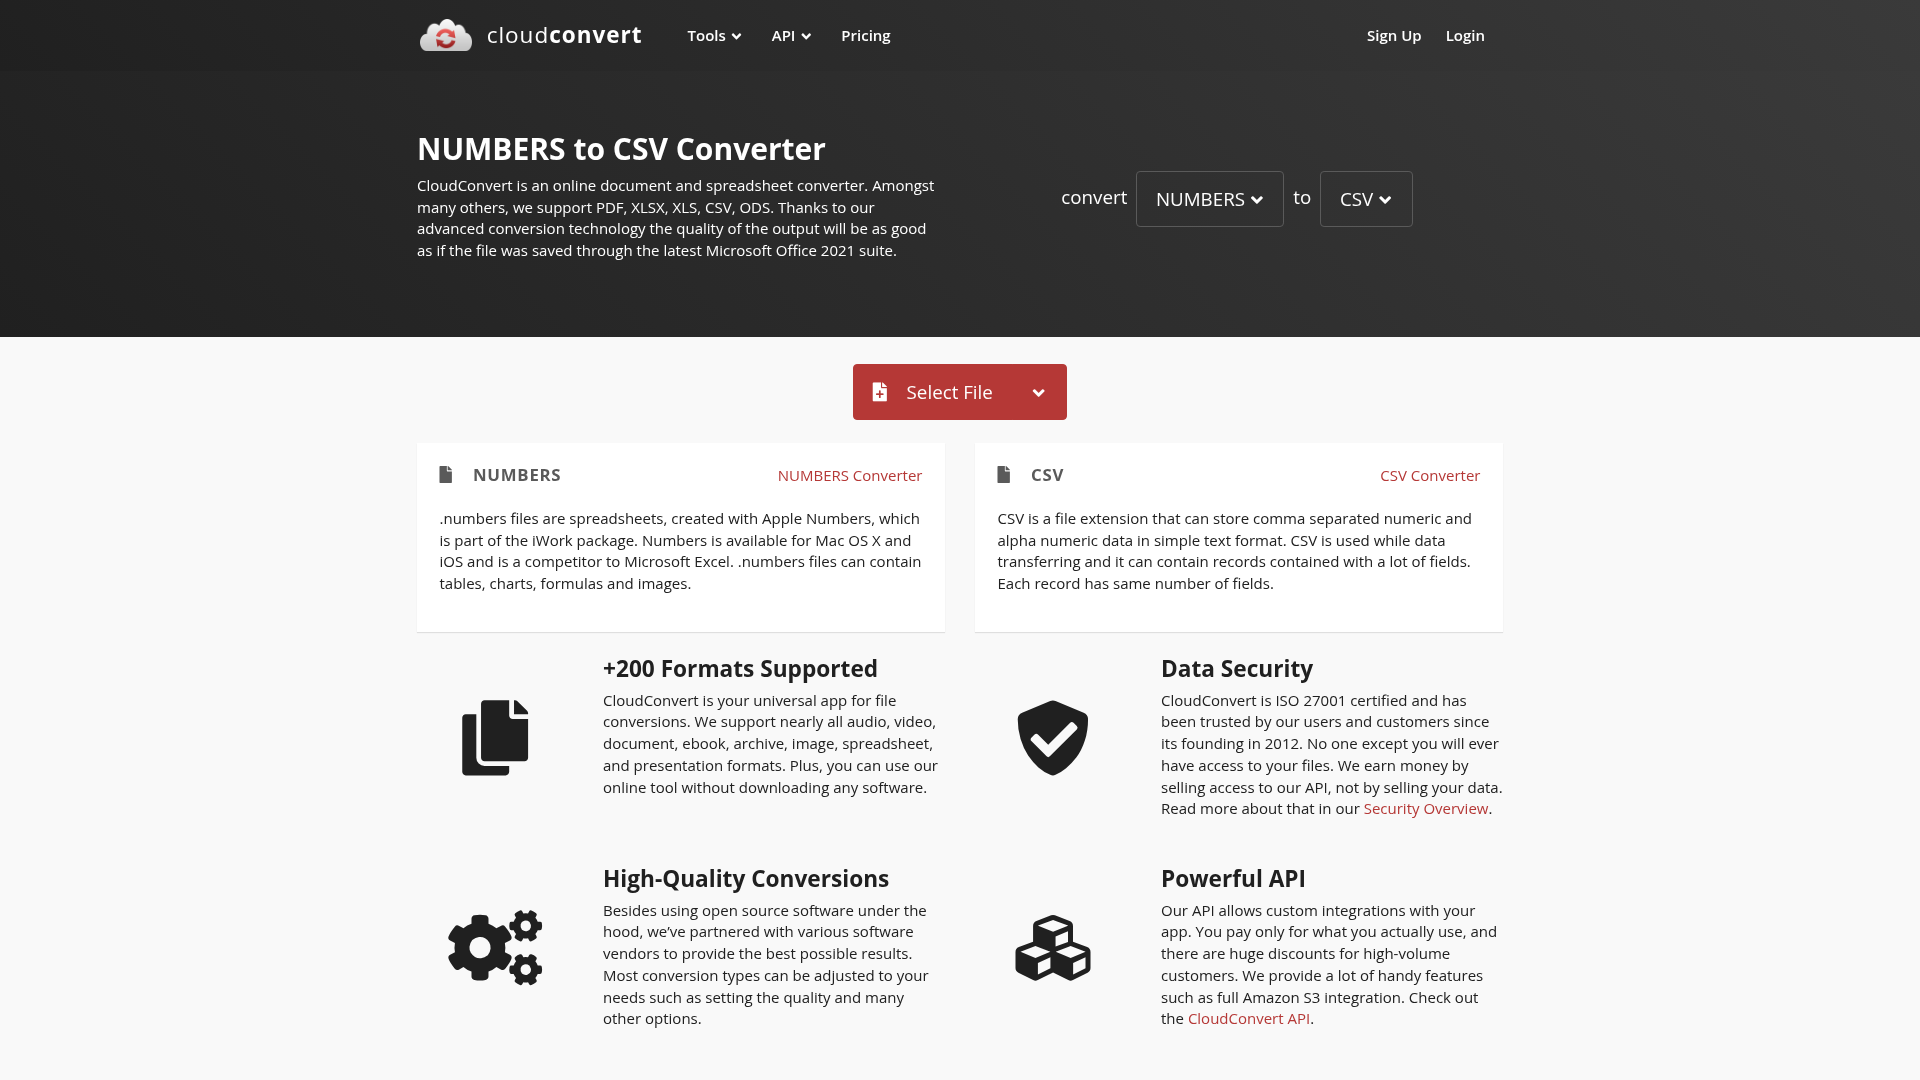 cloudconvert
Tools
API
Pricing
Sign Up
Login
NUMBERS to CSV Converter
CloudConvert is an online document and spreadsheet converter. Amongst
many others, we support PDF, XLSX, XLS, CSV, ODS. Thanks to our
advanced conversion technology the quality of the output will be as good
as if the file was saved through the latest Microsoft Office 2021 suite.
convert NUMBERS to CSV
Select File
NUMBERS
NUMBERS Converter
.numbers files are spreadsheets, created with Apple Numbers, which
is part of the iWork package. Numbers is available for Mac OS X and
iOS and is a competitor to Microsoft Excel. .numbers files can contain
tables, charts, formulas and images.
CSV
CSV Converter
CSV is a file extension that can store comma separated numeric and
alpha numeric data in simple text format. CSV is used while data
transferring and it can contain records contained with a lot of fields.
Each record has same number of fields.
+200 Formats Supported
CloudConvert is your universal app for file
conversions. We support nearly all audio, video,
document, ebook, archive, image, spreadsheet,
and presentation formats. Plus, you can use our
online tool without downloading any software.
Data Security
CloudConvert is ISO 27001 certified and has
been trusted by our users and customers since
its founding in 2012. No one except you will ever
have access to your files. We earn money by
selling access to our API, not by selling your data.
Read more about that in our Security Overview.
High-Quality Conversions
Besides using open source software under the
hood, we’ve partnered with various software
vendors to provide the best possible results.
Most conversion types can be adjusted to your
needs such as setting the quality and many
other options.
Powerful API
Our API allows custom integrations with your
app. You pay only for what you actually use, and
there are huge discounts for high-volume
customers. We provide a lot of handy features
such as full Amazon S3 integration. Check out
the CloudConvert API.